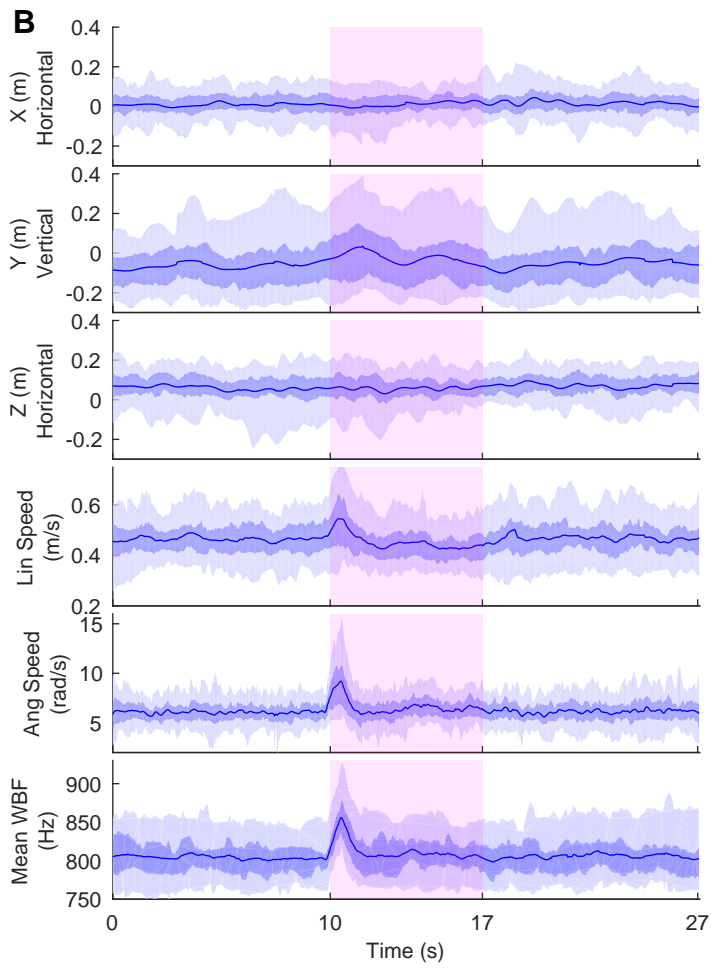 B
X (m)
Horizontal
0.4
0.2
0
-0.2
Y (m)
Vertical
0.4
0.2
0
-0.2
Z (m)
Horizontal
0.4
0.2
0
-0.2
Lin Speed
(m/s)
0.6
0.4
0.2
Ang Speed
(rad/s)
15
10
5
Mean WBF
(Hz)
900
850
800
750
0 10 17 27
Time (s)